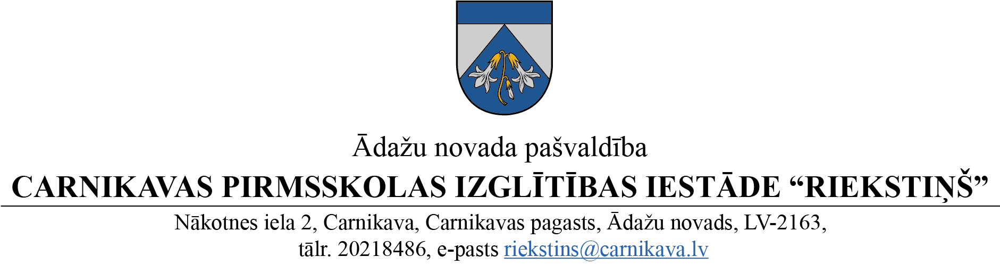 Ādažu novada pašvaldība
CARNIKAVAS PIRMSSKOLAS IZGLĪTĪBAS IESTĀDE “RIEKSTIŅŠ”
Nākotnes iela 2, Carnikava, Carnikavas pagasts, Ādažu novads, LV-2163,
tālr. 20218486, e-pasts riekstins@carnikava.lv